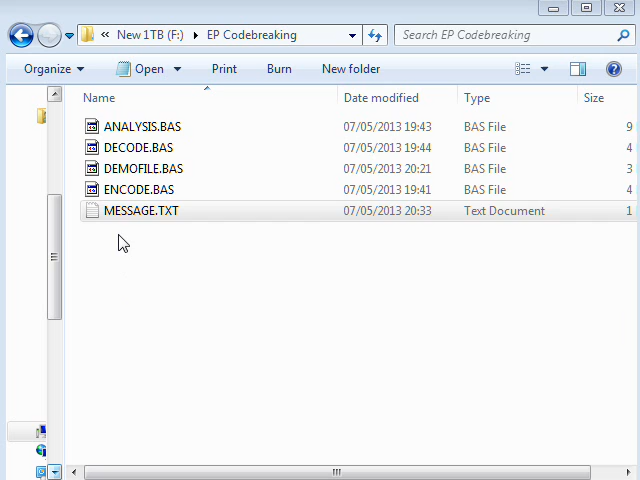 « New 1TB (F:) EP Codebreaking Search EP Codebreaking
Organize Open Print Burn New folder
Name Date modified Type Size
ANALYSIS.BAS 07/05/2013 19:43 BAS File 9
DECODE.BAS 07/05/2013 19:44 BAS File 4
DEMOFILE.BAS 07/05/2013 20:21 BAS File 3
ENCODE.BAS 07/05/2013 19:41 BAS File 4
MESSAGE.TXT 07/05/2013 20:33 Text Document 1